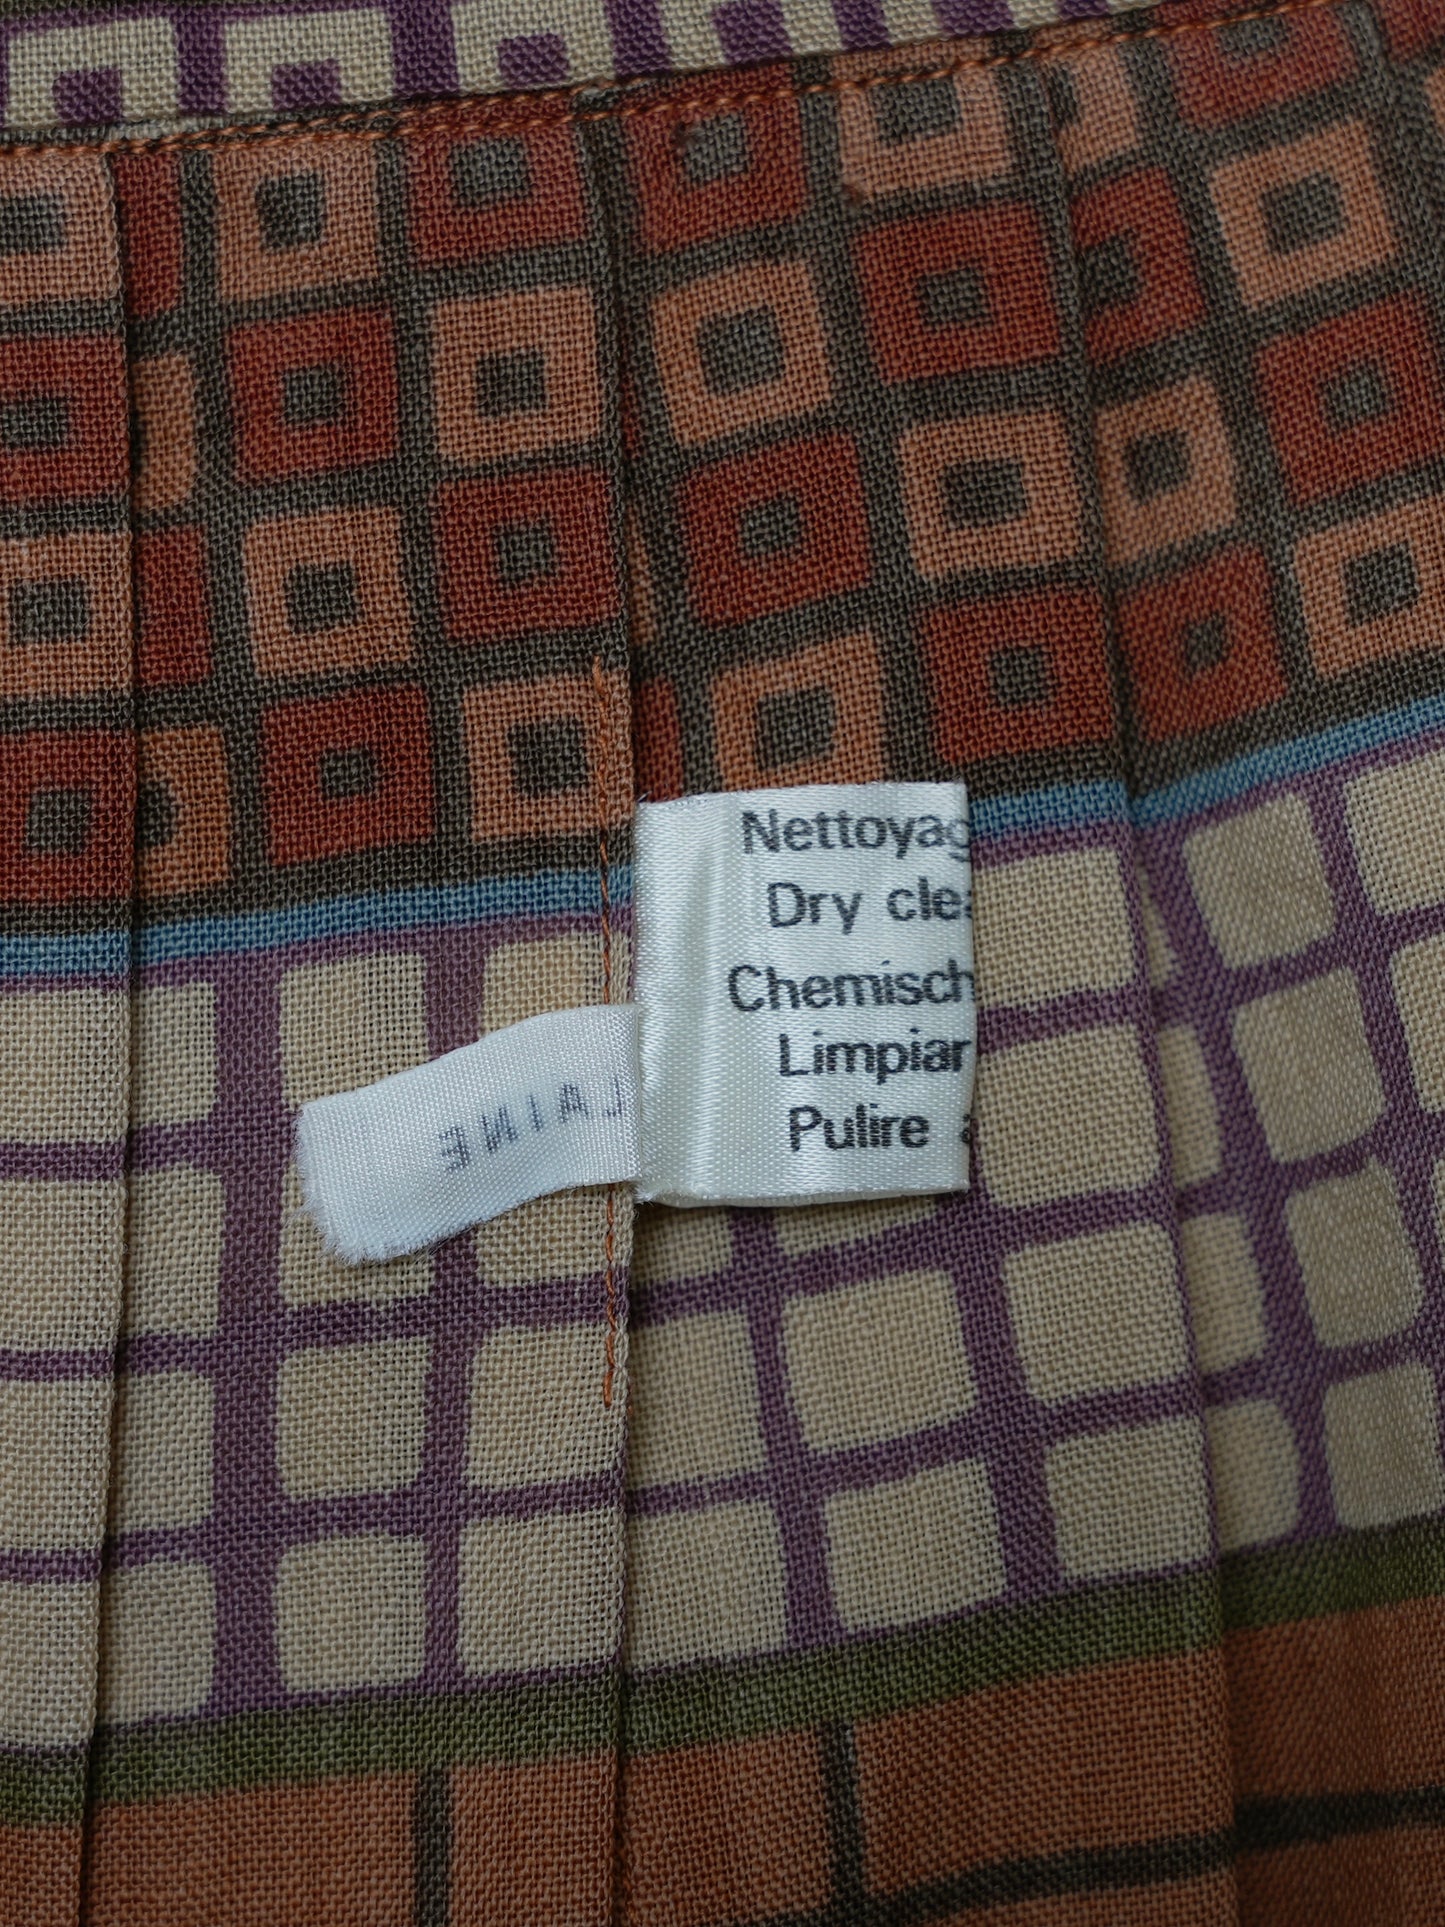 Nettoyag
Dry clea
Chemisch
Limpiar
Pulire a
LAINE